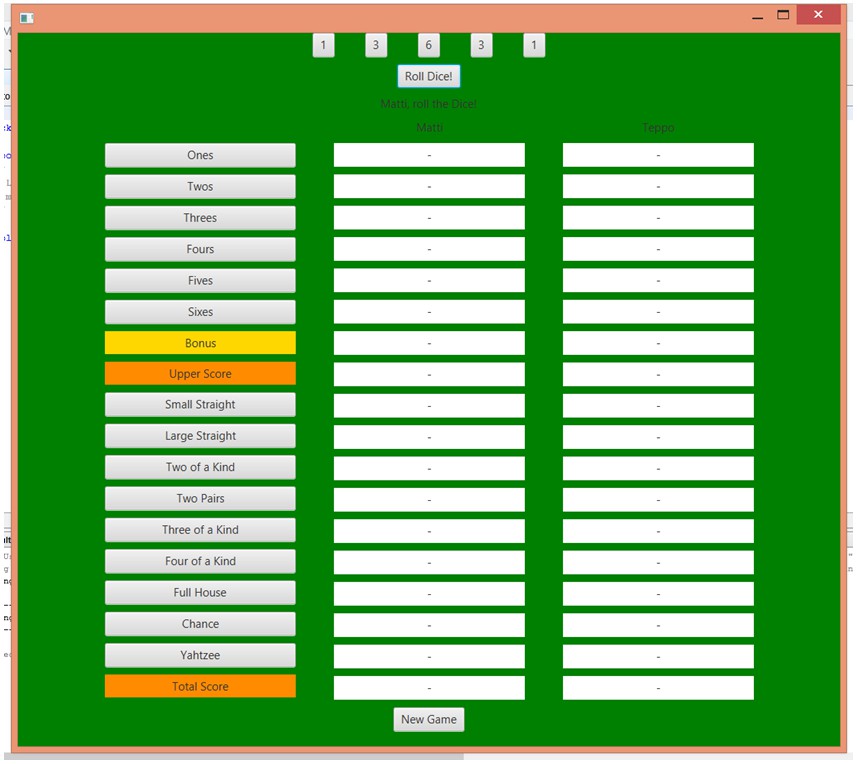 1 3 6 3 1
Roll Dice!
Matti, roll the Dice!
Matti Teppo
Ones - -
Twos - -
Threes - -
Fours - -
Fives - -
Sixes - -
Bonus - -
Upper Score - -
Small Straight - -
Large Straight - -
Two of a Kind - -
Two Pairs - -
Three of a Kind - -
Four of a Kind - -
Full House - -
Chance - -
Yahtzee - -
Total Score - -
New Game